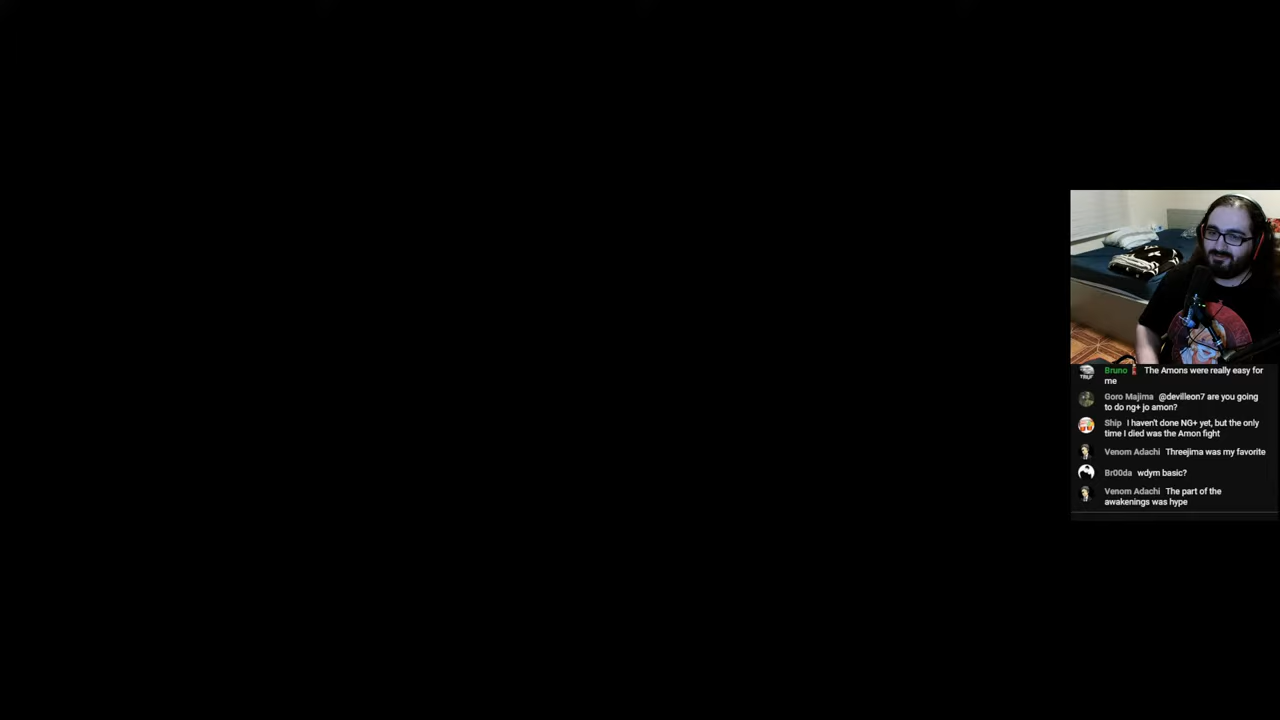 Bruno The Amons were really easy for
me
Goro Majima @devilleon7 are you going
to do ng+ jo amon?
Ship I haven't done NG+ yet, but the only
time I died was the Amon fight
Venom Adachi Threejima was my favorite
Br00da wdym basic?
Venom Adachi The part of the
awakenings was hype